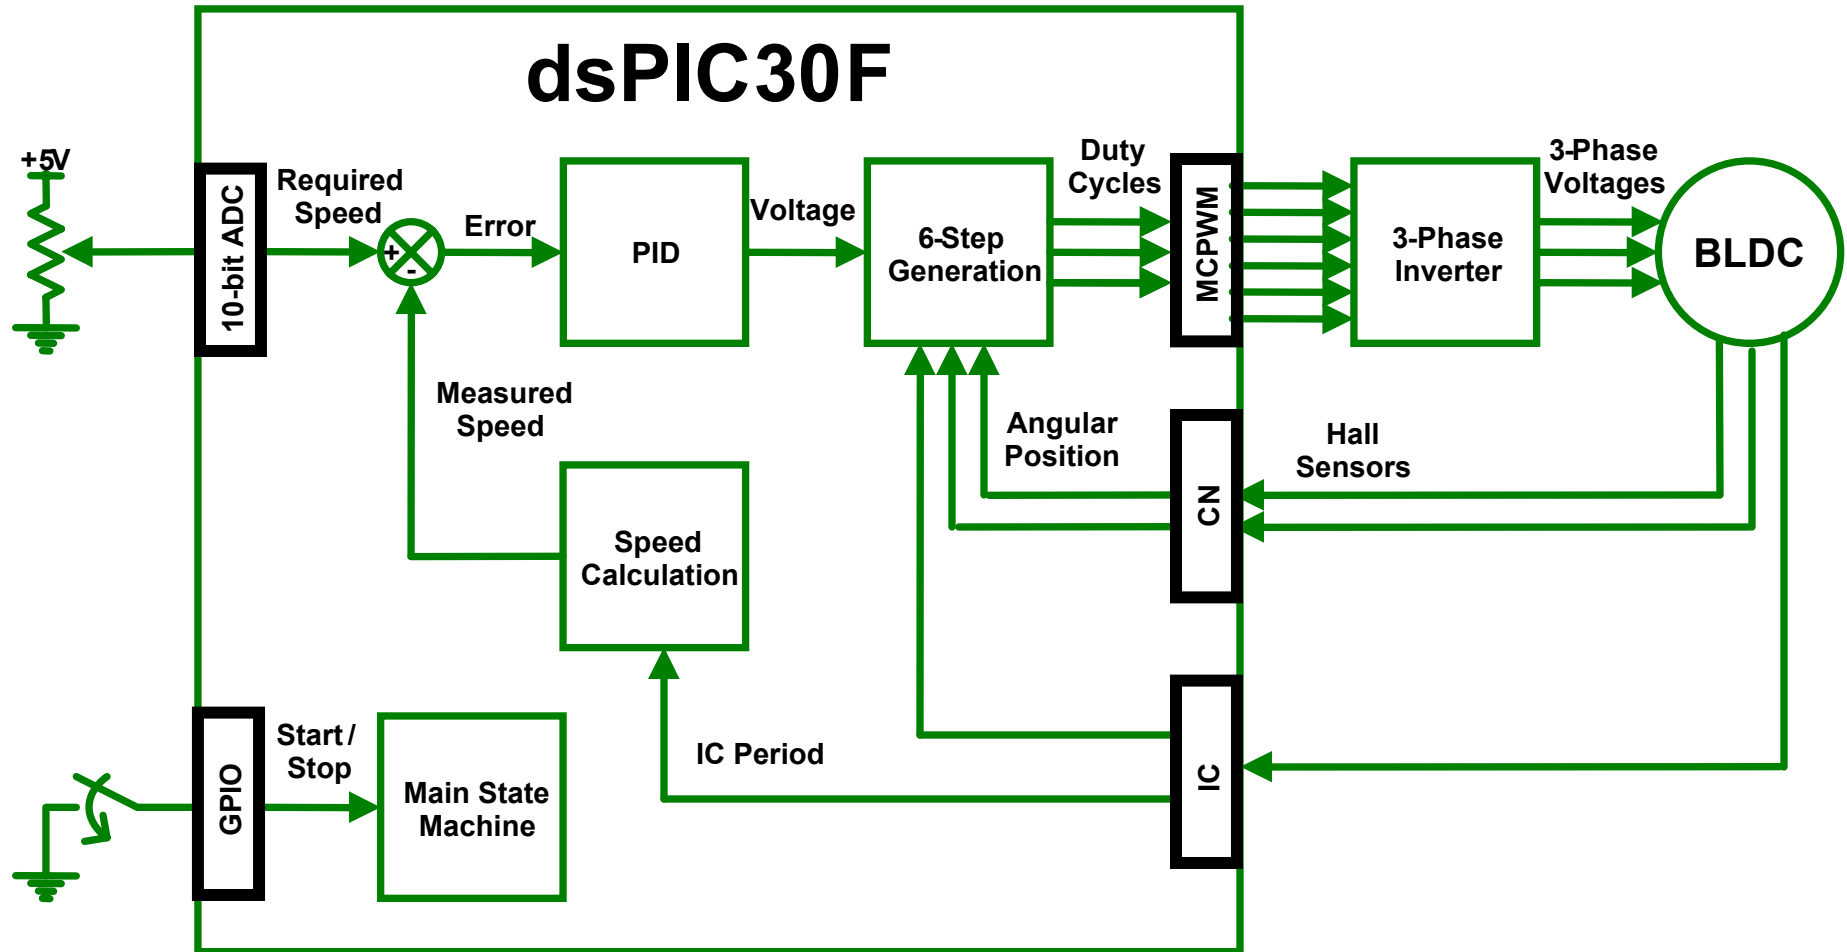 dsPIC30F
+5V
10-bit ADC
Required
Speed
+
-
Error
PID
Voltage
6-Step
Generation
Duty
Cycles
MCPWM
3-Phase
Inverter
3-Phase
Voltages
BLDC
Measured
Speed
Angular
Position
CN
Hall
Sensors
Speed
Calculation
IC Period
IC
GPIO
Start/
Stop
Main State
Machine